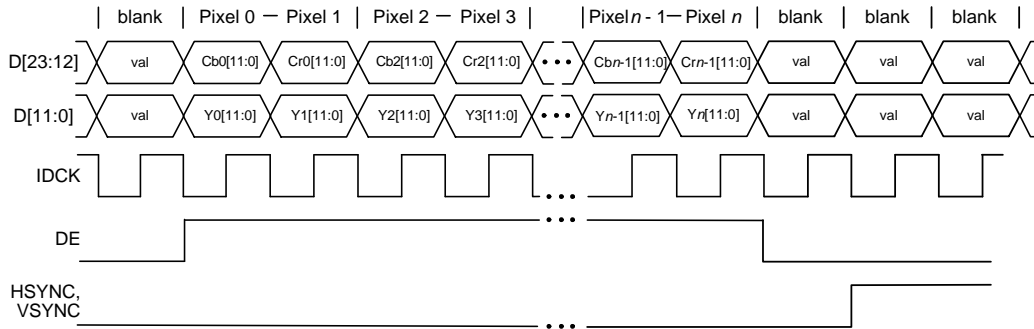 blank Pixel 0 — Pixel 1 Pixel 2 — Pixel 3 Pixel n - 1 — Pixel n blank blank blank
D[23:12] val Cb0[11:0] Cr0[11:0] Cb2[11:0] Cr2[11:0] ••• Cbn-1[11:0] Crn-1[11:0] val val val
D[11:0] val Y0[11:0] Y1[11:0] Y2[11:0] Y3[11:0] ••• Yn-1[11:0] Yn[11:0] val val val
IDCK •••
DE •••
HSYNC,
VSYNC •••